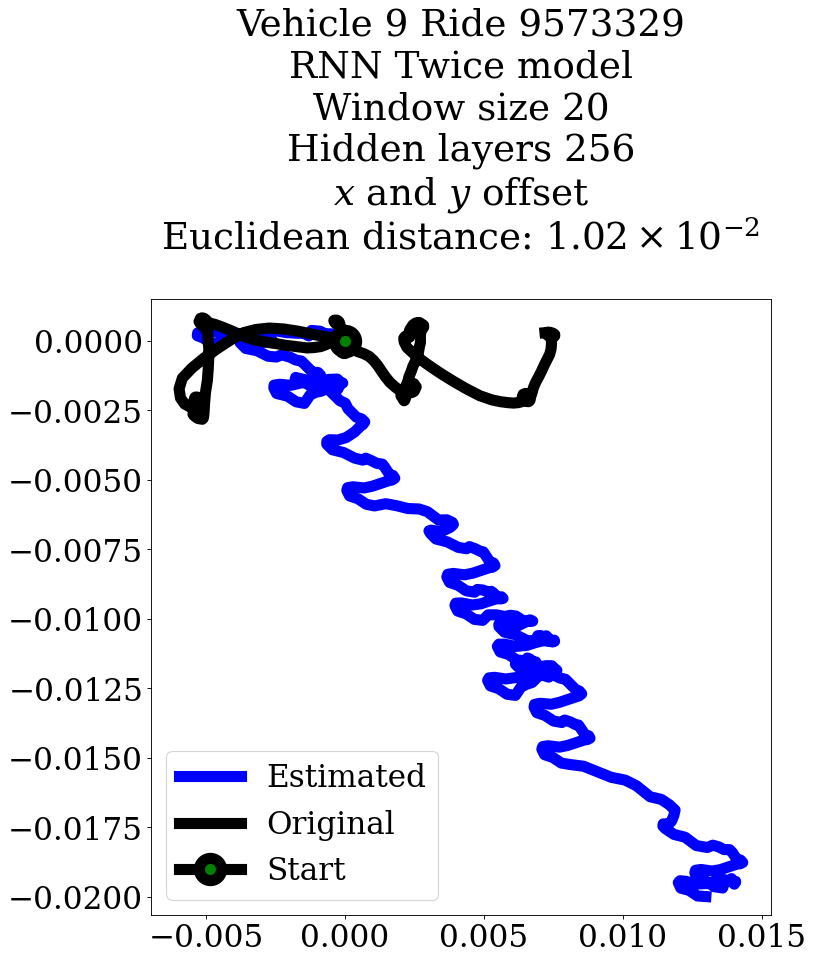 Vehicle 9 Ride 9573329
RNN Twice model
Window size 20
Hidden layers 256
x and y offset
Euclidean distance: 1.02 × 10⁻²
0.0000
−0.0025
−0.0050
−0.0075
−0.0100
−0.0125
−0.0150
−0.0175
−0.0200
Estimated
Original
Start
−0.005 0.000 0.005 0.010 0.015